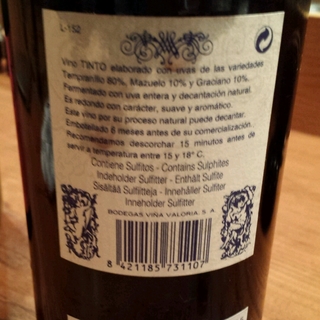 L-152
Vino TINTO elaborado con uvas de las variedades
Tempranillo 80%, Mazuelo 10% y Graciano 10%.
Fermentado con uva entera y decantación natural.
Es redondo con carácter, suave y aromático.
Este vino por su proceso natural puede decantar.
Embotellado 6 meses antes de su comercialización.
Recomendamos descorchar 15 minutos antes de
servir a temperatura entre 15 y 18° C.
Contiene Sulfitos - Contains Sulphites
Indeholder Sulfitter - Enthält Sulfite
Sisältää Sulfiitteja - Innehåller Sulfiter
Inneholder Sulfitter
BODEGAS VIÑA VALORIA, S. A.
8 421185 731107